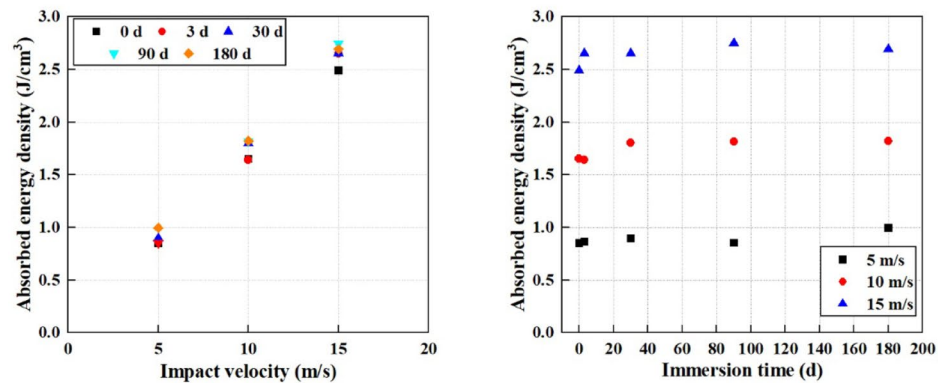 Absorbed energy density (J/cm³)
3.0
2.5
2.0
1.5
1.0
0.5
0.0
0 d 3 d 30 d
90 d 180 d
0 5 10 15 20
Impact velocity (m/s)
Absorbed energy density (J/cm³)
3.0
2.5
2.0
1.5
1.0
0.5
0.0
5 m/s
10 m/s
15 m/s
0 20 40 60 80 100 120 140 160 180 200
Immersion time (d)